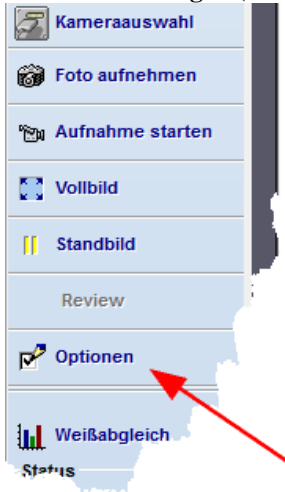 Kameraauswahl
Foto aufnehmen
Aufnahme starten
Vollbild
Standbild
Review
Optionen
Weißabgleich
Status